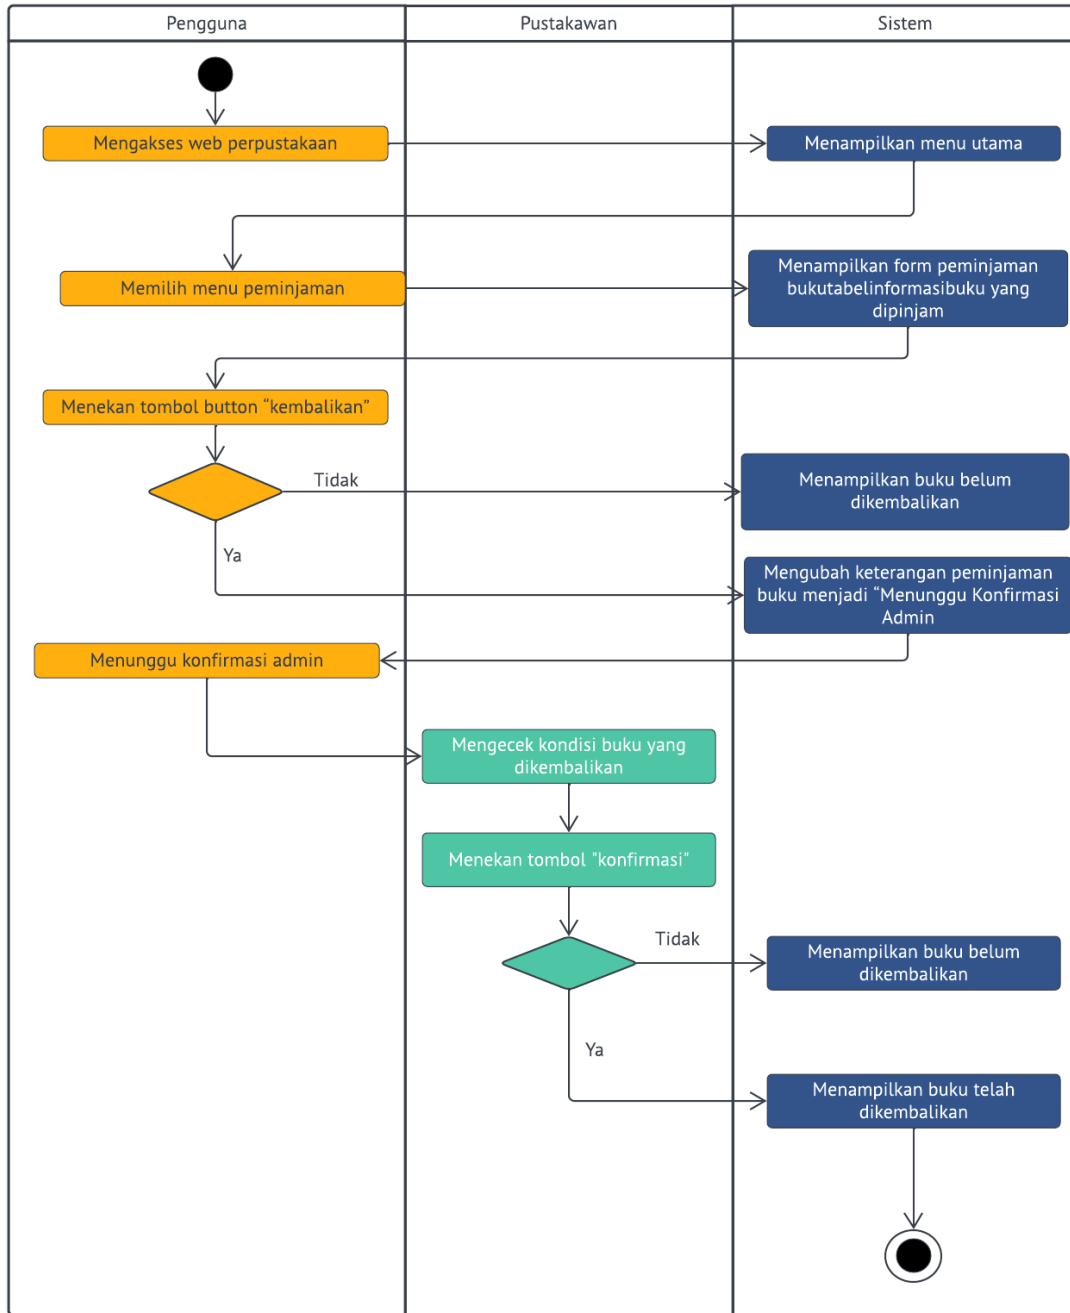 Pengguna
Pustakawan
Sistem
Mengakses web perpustakaan
Menampilkan menu utama
Memilih menu peminjaman
Menampilkan form peminjaman
bukutabelinformasibuku yang
dipinjam
Menekan tombol button “kembalikan”
Tidak
Menampilkan buku belum
dikembalikan
Ya
Mengubah keterangan peminjaman
buku menjadi “Menunggu Konfirmasi
Admin
Menunggu konfirmasi admin
Mengecek kondisi buku yang
dikembalikan
Menekan tombol "konfirmasi"
Tidak
Menampilkan buku belum
dikembalikan
Ya
Menampilkan buku telah
dikembalikan